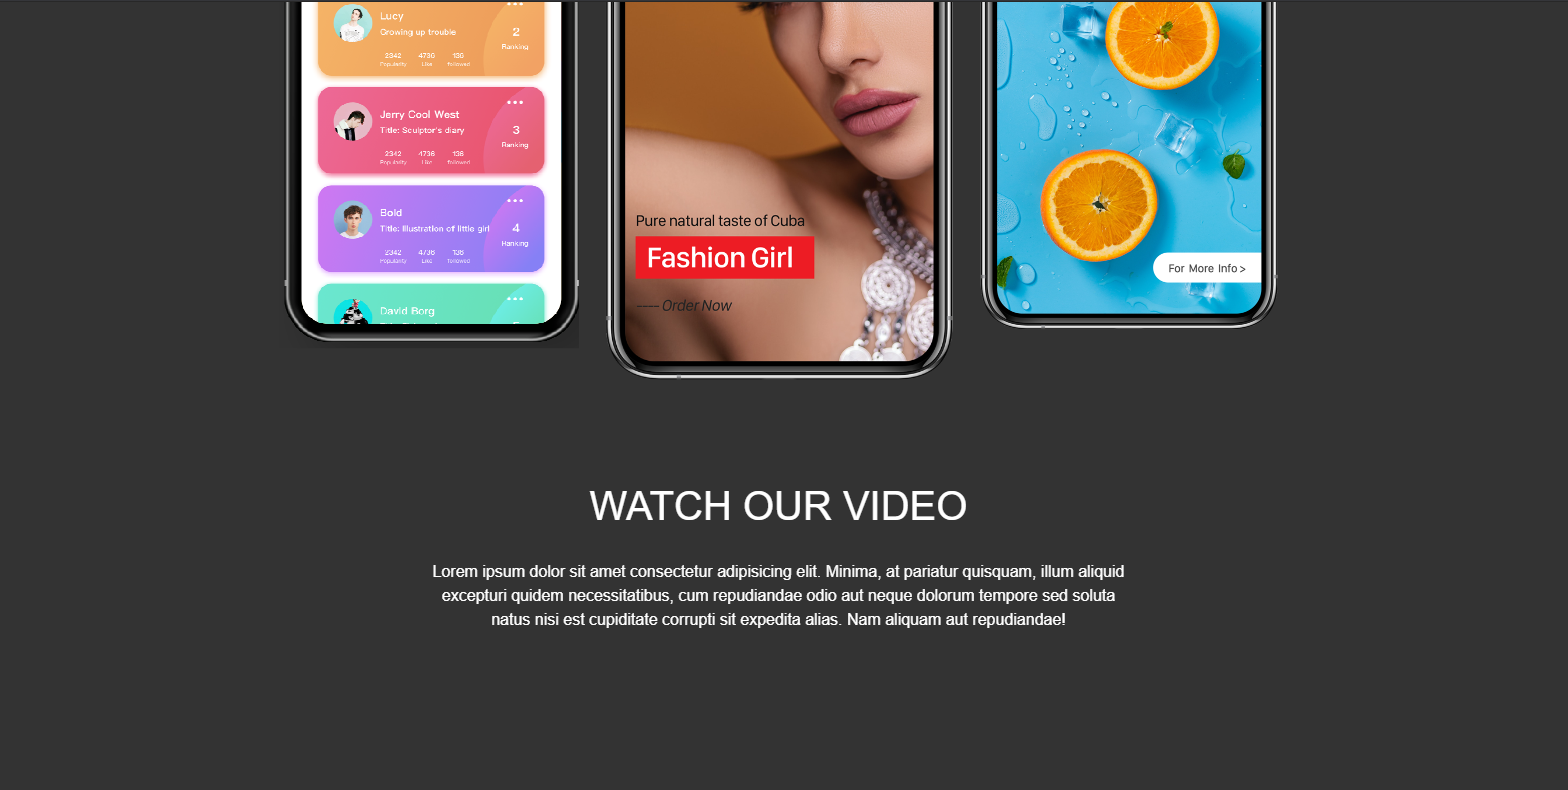 Lucy
Growing up trouble
2
Ranking
2342 4736 136
Popularity Like followed
Jerry Cool West
Title: Sculptor's diary
3
Ranking
2342 4736 136
Popularity Like followed
Bold
Title: Illustration of little girl
4
Ranking
2342 4736 136
Popularity Like followed
David Borg
Pure natural taste of Cuba
Fashion Girl
---- Order Now
For More Info >
WATCH OUR VIDEO
Lorem ipsum dolor sit amet consectetur adipisicing elit. Minima, at pariatur quisquam, illum aliquid
excepturi quidem necessitatibus, cum repudiandae odio aut neque dolorum tempore sed soluta
natus nisi est cupiditate corrupti sit expedita alias. Nam aliquam aut repudiandae!